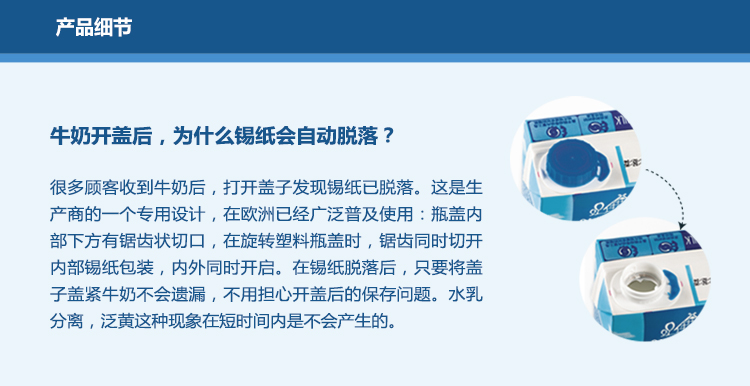 产品细节
牛奶开盖后，为什么锡纸会自动脱落？
很多顾客收到牛奶后，打开盖子发现锡纸已脱落。这是生
产商的一个专用设计，在欧洲已经广泛普及使用：瓶盖内
部下方有锯齿状切口，在旋转塑料瓶盖时，锯齿同时切开
内部锡纸包装，内外同时开启。在锡纸脱落后，只要将盖
子盖紧牛奶不会遗漏，不用担心开盖后的保存问题。水乳
分离，泛黄这种现象在短时间内是不会产生的。